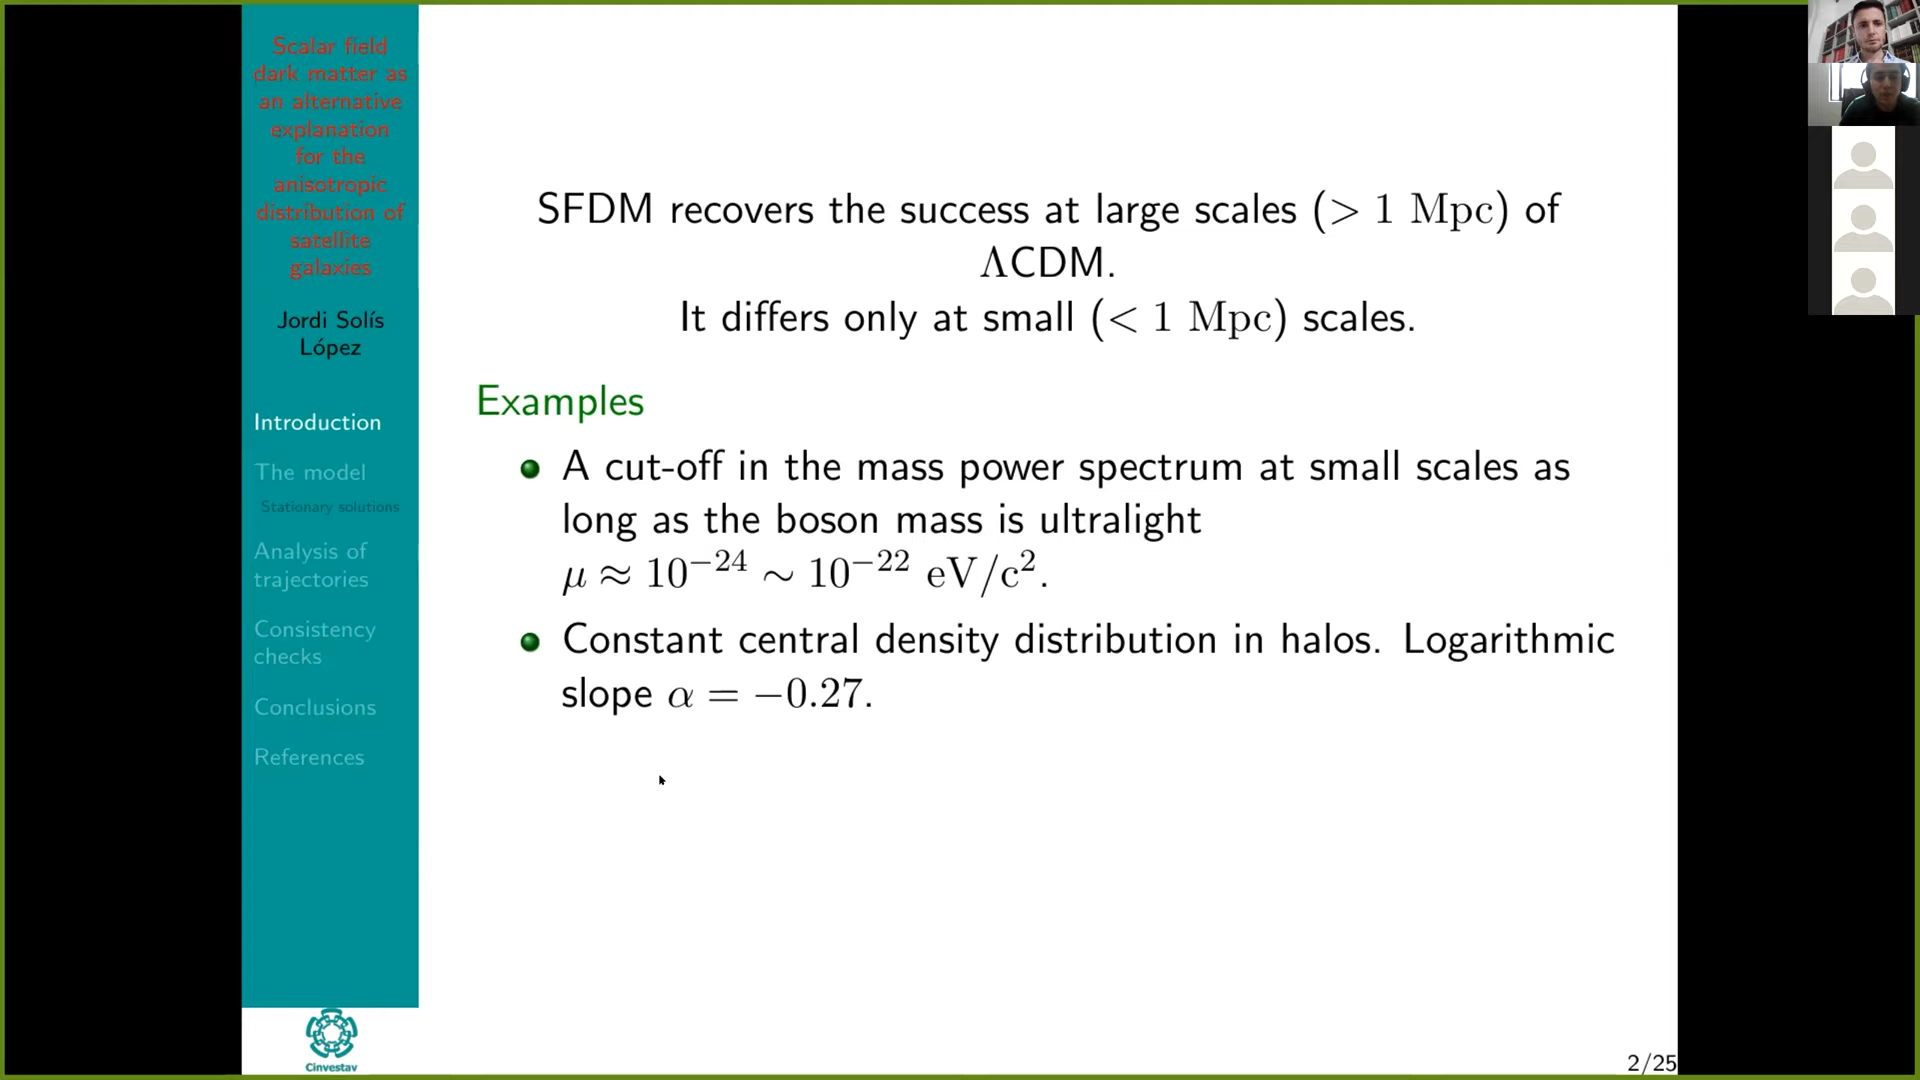 Scalar field
dark matter as
an alternative
explanation
for the
anisotropic
distribution of
satellite
galaxies
Jordi Solís
López
Introduction
The model
Stationary solutions
Analysis of
trajectories
Consistency
checks
Conclusions
References
Cinvestav
SFDM recovers the success at large scales (> 1 Mpc) of
ΛCDM.
It differs only at small (< 1 Mpc) scales.
Examples
A cut-off in the mass power spectrum at small scales as
long as the boson mass is ultralight
μ ≈ 10⁻²⁴ ∼ 10⁻²² eV/c².
Constant central density distribution in halos. Logarithmic
slope α = −0.27.
2/25